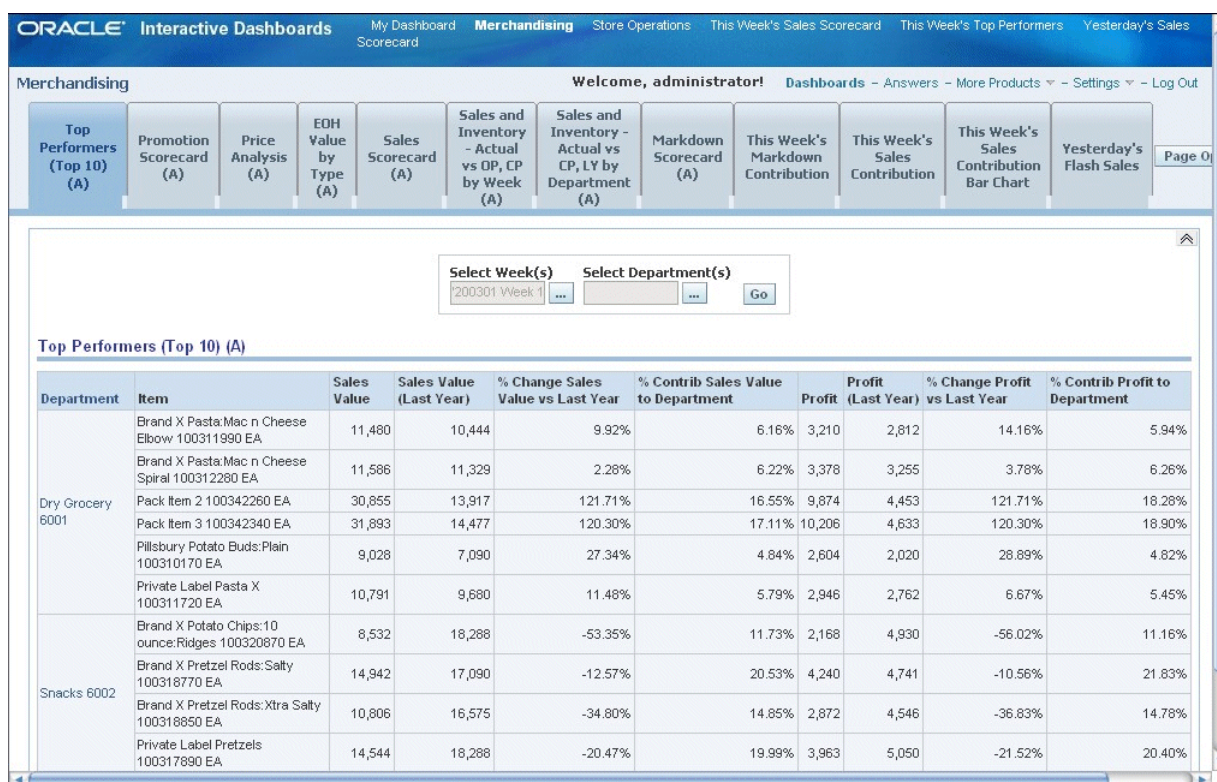 ORACLE Interactive Dashboards
My Dashboard Merchandising Store Operations This Week's Sales Scorecard This Week's Top Performers Yesterday's Sales
Scorecard
Merchandising
Welcome, administrator! Dashboards - Answers - More Products - Settings - Log Out
Top
Performers
(Top 10)
(A)
Promotion
Scorecard
(A)
Price
Analysis
(A)
EOH
Value
by
Type
(A)
Sales
Scorecard
(A)
Sales and
Inventory
- Actual
vs OP, CP
by Week
(A)
Sales and
Inventory -
Actual vs
CP, LY by
Department
(A)
Markdown
Scorecard
(A)
This Week's
Markdown
Contribution
This Week's
Sales
Contribution
This Week's
Sales
Contribution
Bar Chart
Yesterday's
Flash Sales
Page Op
Select Week(s) Select Department(s)
'200301 Week 1 ... ... Go
Top Performers (Top 10) (A)
Department Item
Sales
Value
Sales Value
(Last Year)
% Change Sales
Value vs Last Year
% Contrib Sales Value
to Department
Profit
Profit
(Last Year)
% Change Profit
vs Last Year
% Contrib Profit to
Department
Dry Grocery
6001
Brand X Pasta:Mac n Cheese
Elbow 100311990 EA
11,480 10,444 9.92% 6.16% 3,210 2,812 14.16% 5.94%
Brand X Pasta:Mac n Cheese
Spiral 100312280 EA
11,586 11,329 2.28% 6.22% 3,378 3,255 3.78% 6.26%
Pack Item 2 100342260 EA 30,855 13,917 121.71% 16.55% 9,874 4,453 121.71% 18.28%
Pack Item 3 100342340 EA 31,893 14,477 120.30% 17.11% 10,206 4,633 120.30% 18.90%
Pillsbury Potato Buds:Plain
100310170 EA
9,028 7,090 27.34% 4.84% 2,604 2,020 28.89% 4.82%
Private Label Pasta X
100311720 EA
10,791 9,680 11.48% 5.79% 2,946 2,762 6.67% 5.45%
Snacks 6002
Brand X Potato Chips:10
ounce:Ridges 100320870 EA
8,532 18,288 -53.35% 11.73% 2,168 4,930 -56.02% 11.16%
Brand X Pretzel Rods:Salty
100318770 EA
14,942 17,090 -12.57% 20.53% 4,240 4,741 -10.56% 21.83%
Brand X Pretzel Rods:Xtra Salty
100318850 EA
10,806 16,575 -34.80% 14.85% 2,872 4,546 -36.83% 14.78%
Private Label Pretzels
100317890 EA
14,544 18,288 -20.47% 19.99% 3,963 5,050 -21.52% 20.40%